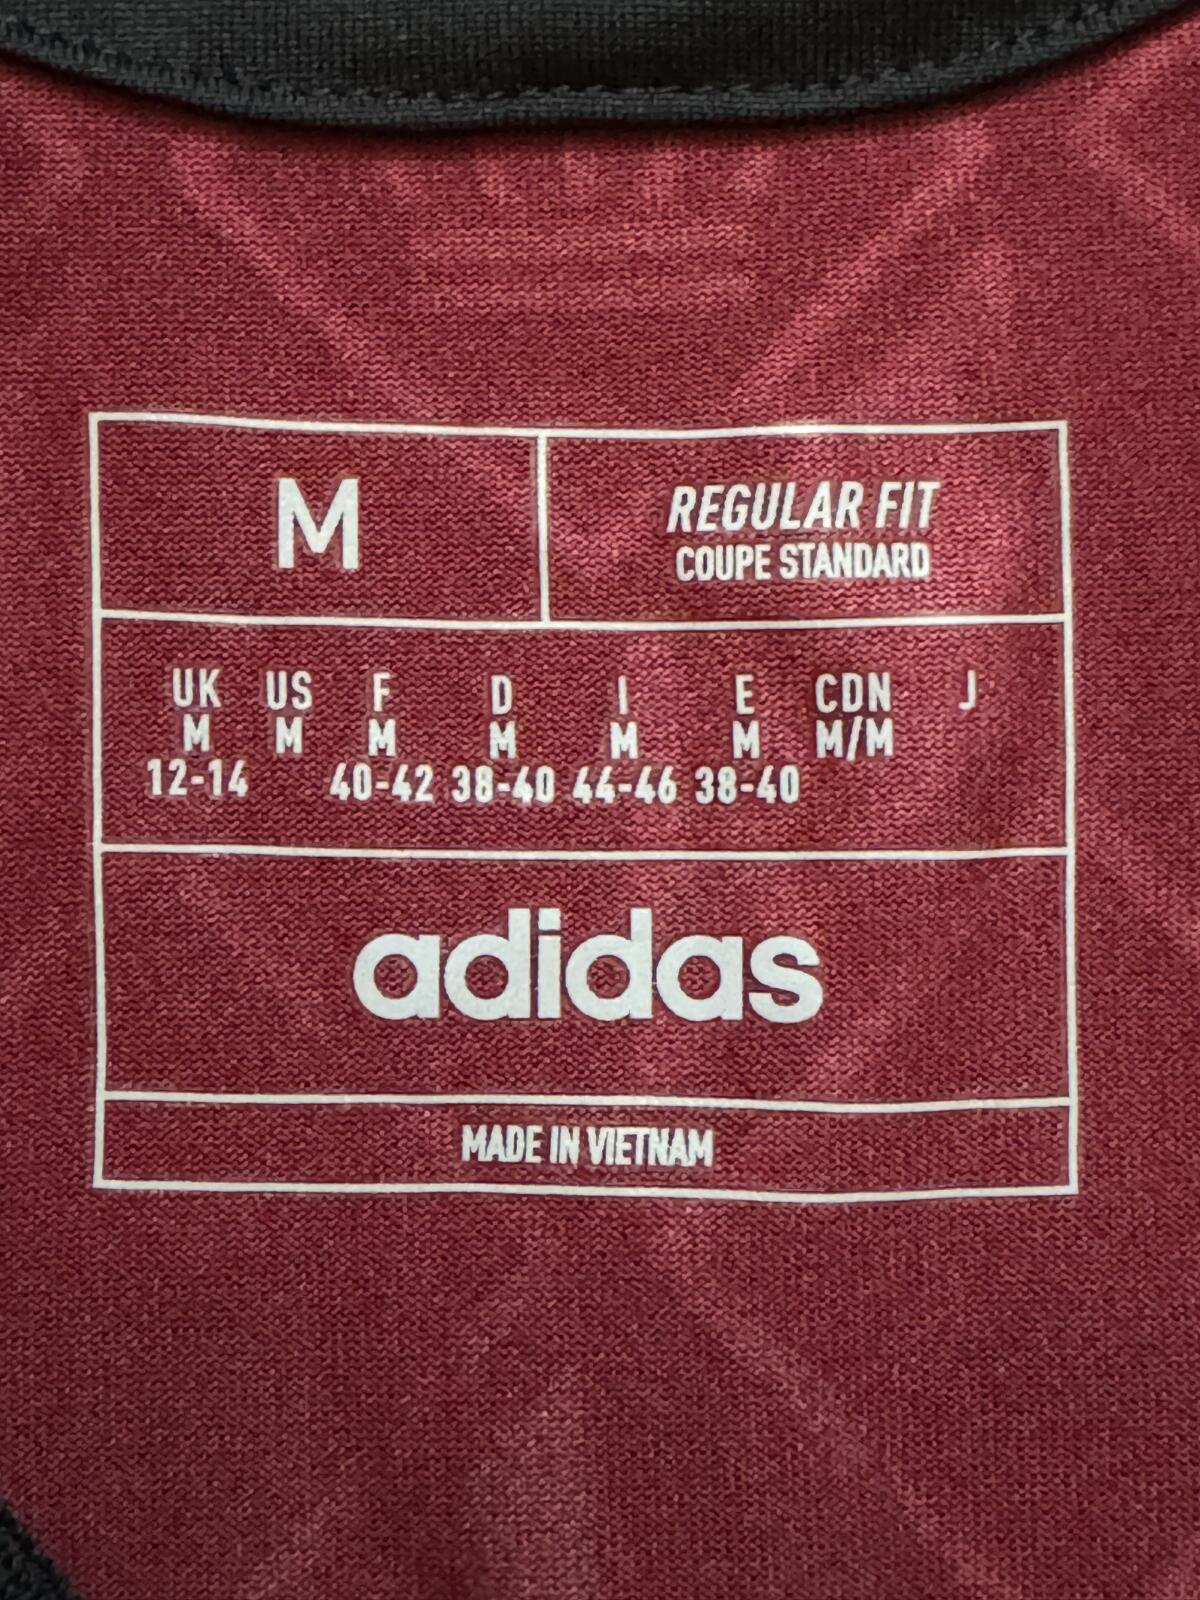 M
REGULAR FIT
COUPE STANDARD
UK US F D I E CDN J
M M M M M M M/M
12-14 40-42 38-40 44-46 38-40
adidas
MADE IN VIETNAM